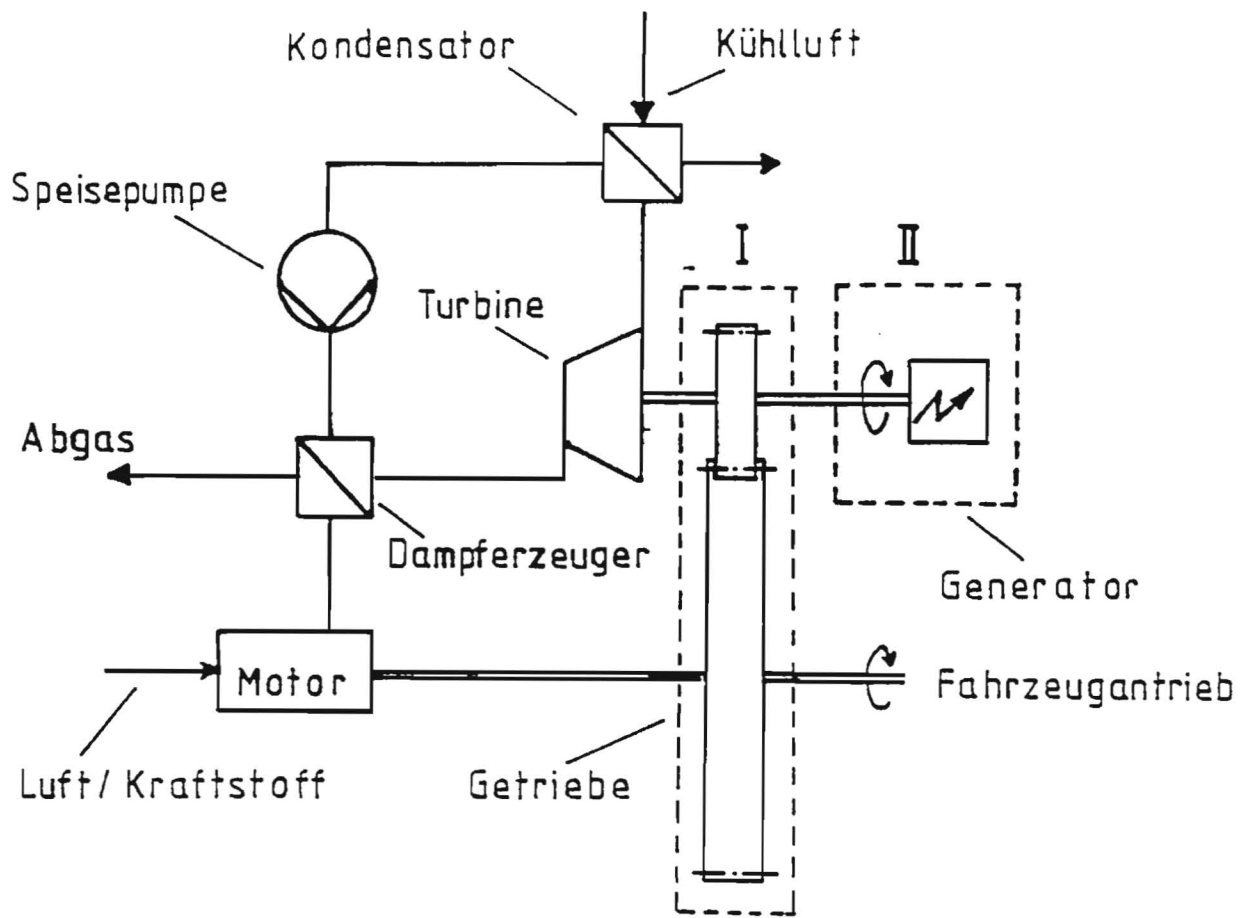 Kondensator
Kühlluft
Speisepumpe
I
II
Turbine
Abgas
Dampferzeuger
Generator
Motor
Fahrzeugantrieb
Luft/Kraftstoff
Getriebe